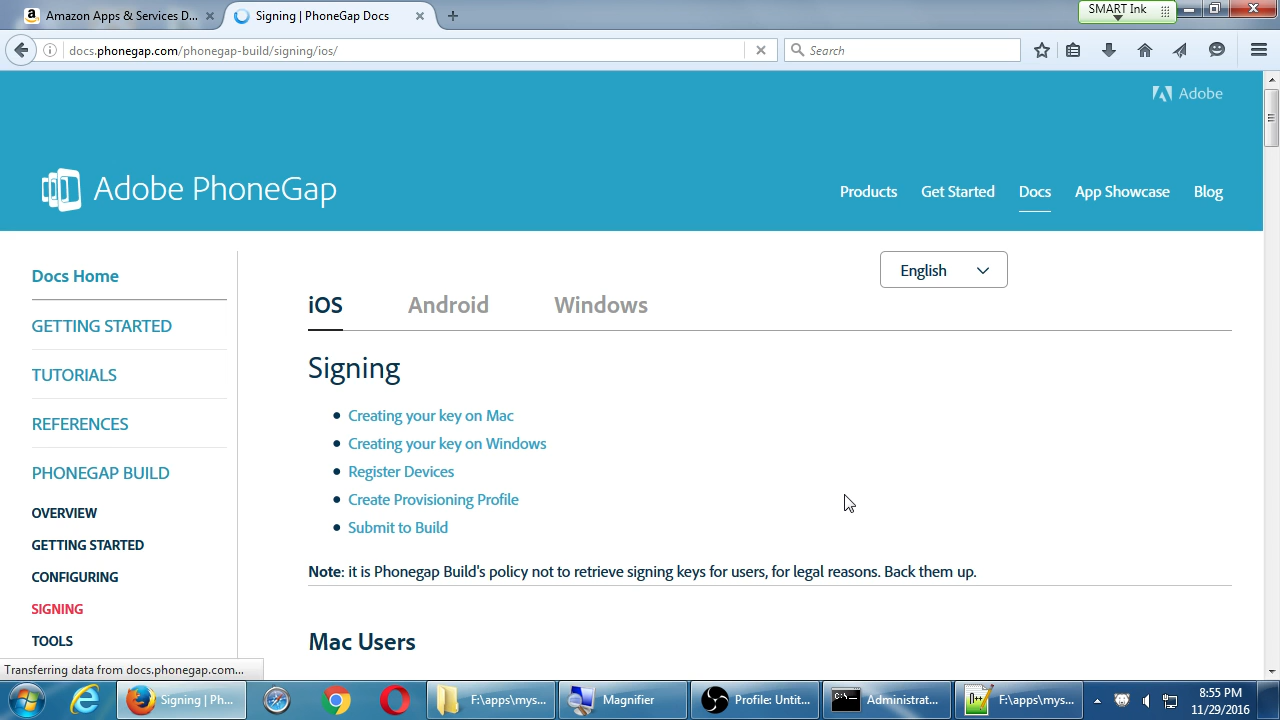 Amazon Apps & Services D...
Signing | PhoneGap Docs
SMART Ink
docs.phonegap.com/phonegap-build/signing/ios/
Search
Adobe
Adobe PhoneGap
Products
Get Started
Docs
App Showcase
Blog
Docs Home
English
iOS
Android
Windows
GETTING STARTED
TUTORIALS
REFERENCES
PHONEGAP BUILD
OVERVIEW
GETTING STARTED
CONFIGURING
SIGNING
TOOLS
Signing
Creating your key on Mac
Creating your key on Windows
Register Devices
Create Provisioning Profile
Submit to Build
Note: it is Phonegap Build's policy not to retrieve signing keys for users, for legal reasons. Back them up.
Mac Users
Transferring data from docs.phonegap.com...
Signing | Ph...
F:\apps\mys...
Magnifier
Profile: Untit...
Administrat...
F:\apps\mys...
8:55 PM
11/29/2016